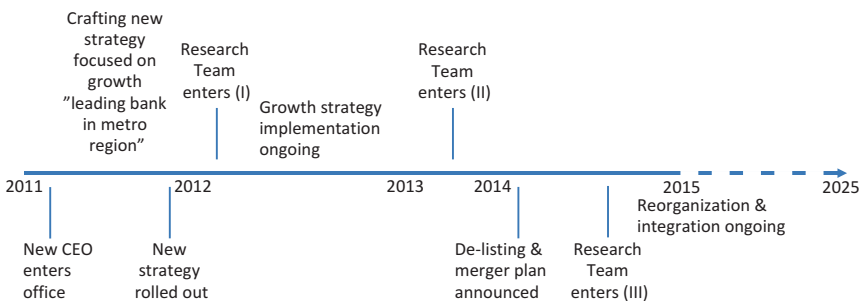 Crafting new
strategy
focused on
growth
”leading bank
in metro
region”
Research
Team
enters (I)
Growth strategy
implementation
ongoing
Research
Team
enters (II)
2011
2012
2013
2014
2015
2025
New CEO
enters
office
New
strategy
rolled out
De-listing &
merger plan
announced
Research
Team
enters (III)
Reorganization &
integration ongoing